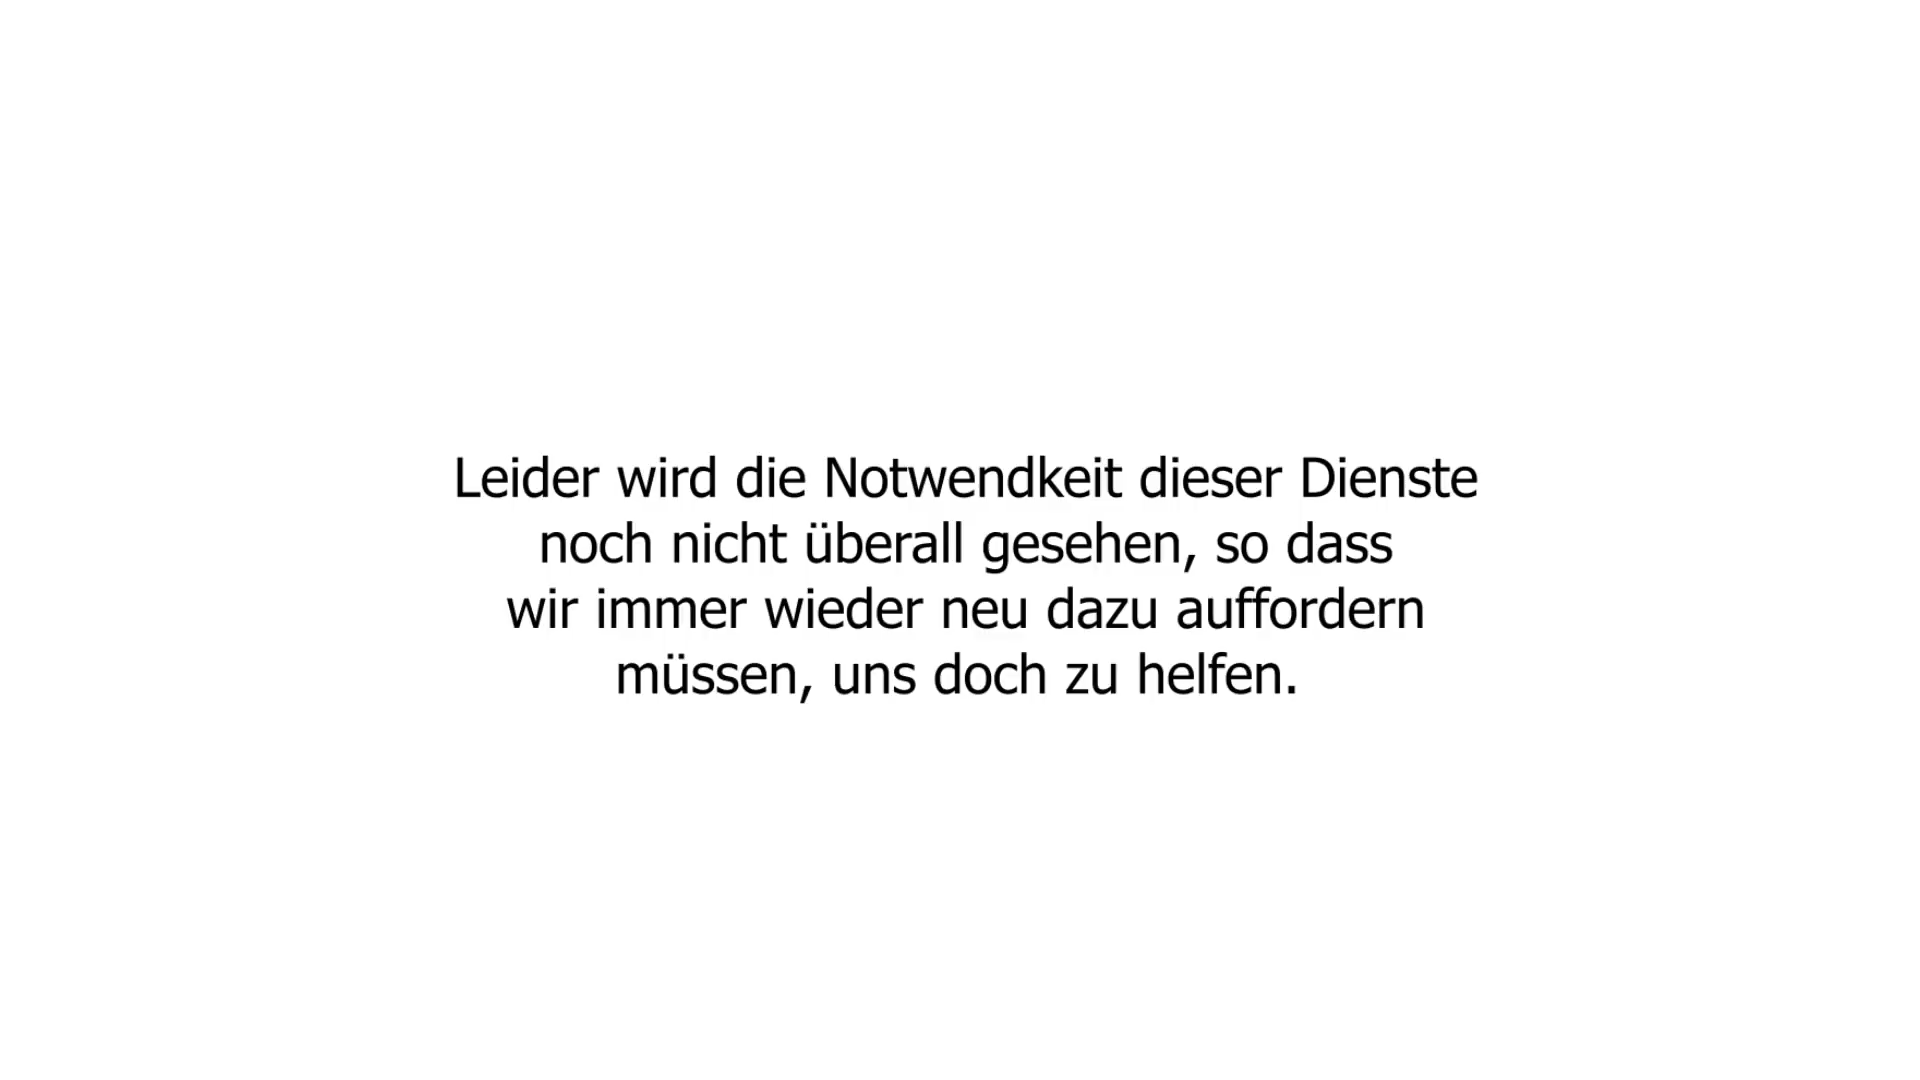 Leider wird die Notwendkeit dieser Dienste
noch nicht überall gesehen, so dass
wir immer wieder neu dazu auffordern
müssen, uns doch zu helfen.